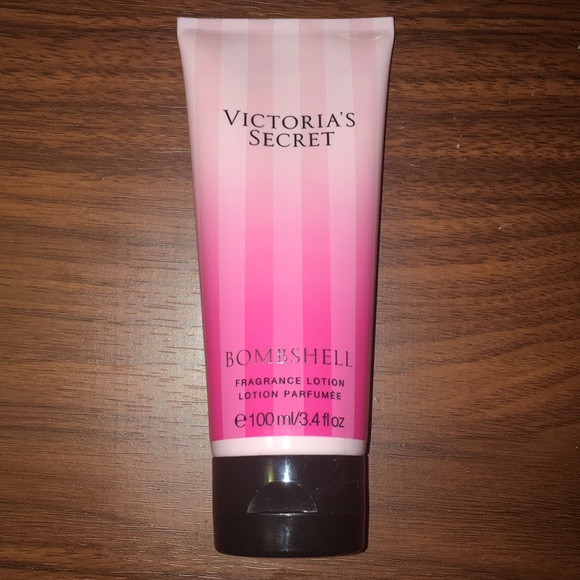 VICTORIA'S
SECRET
BOMBSHELL
FRAGRANCE LOTION
LOTION PARFUMÉE
℮100 ml/3.4 fl oz